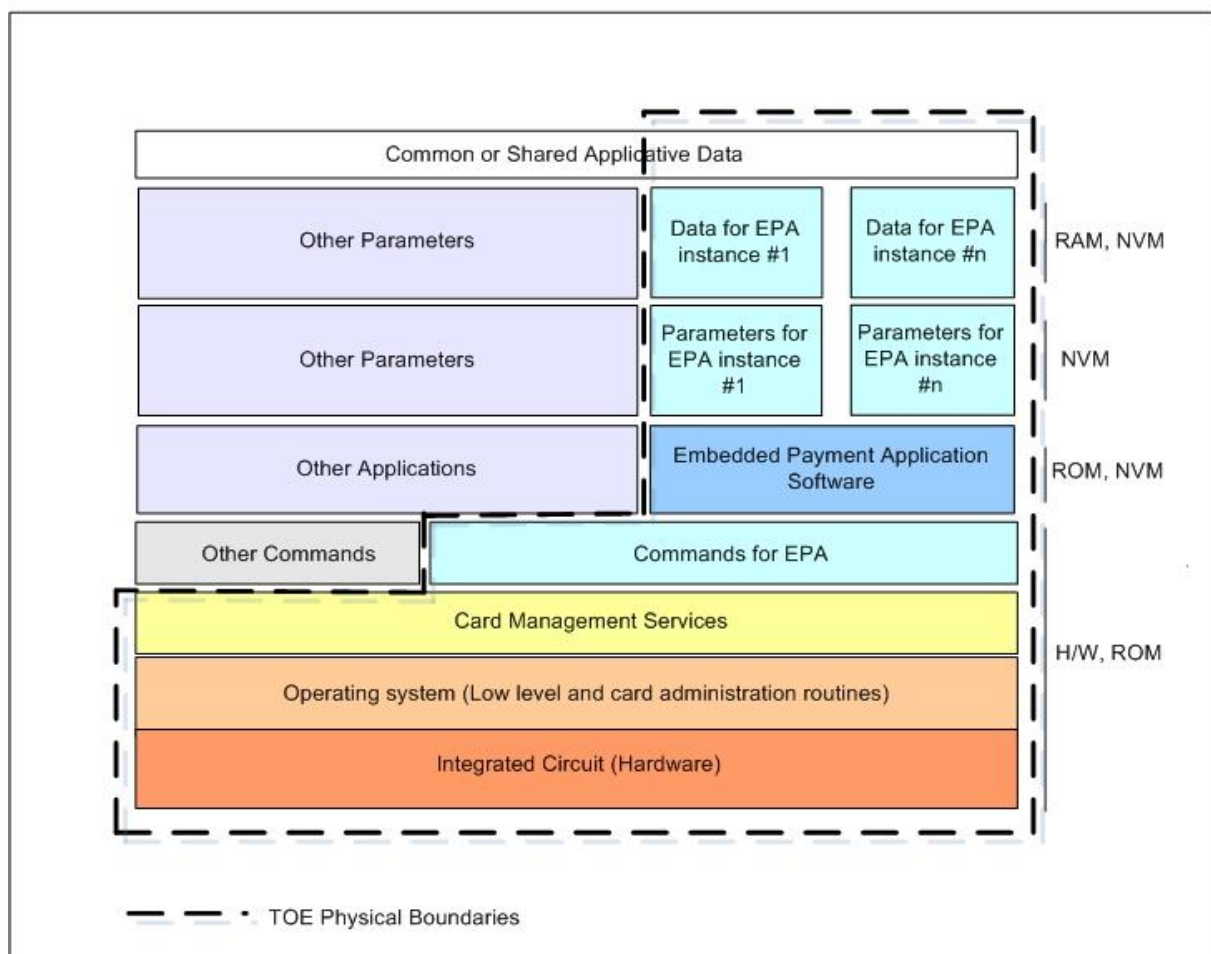 Common or Shared Applicative Data
Other Parameters
Data for EPA
instance #1
Data for EPA
instance #n
RAM, NVM
Other Parameters
Parameters for
EPA instance
#1
Parameters for
EPA instance
#n
NVM
Other Applications
Embedded Payment Application
Software
ROM, NVM
Other Commands
Commands for EPA
Card Management Services
H/W, ROM
Operating system (Low level and card administration routines)
Integrated Circuit (Hardware)
TOE Physical Boundaries